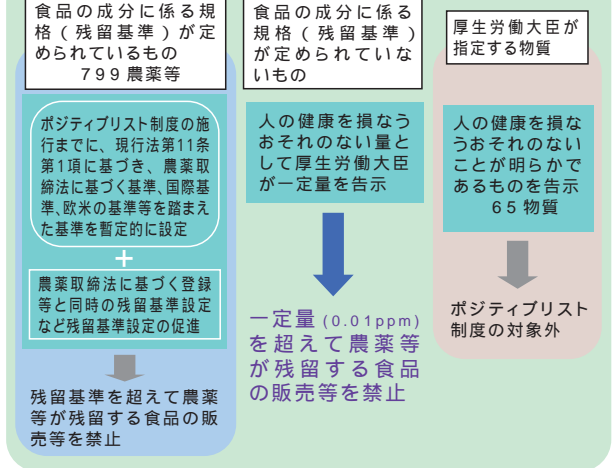 食品の成分に係る規
格(残留基準)が定
められているもの
799農薬等
ポジティブリスト制度の施
行までに、現行法第11条
第1項に基づき、農薬取
締法に基づく基準、国際基
準、欧米の基準等を踏まえ
た基準を暫定的に設定
+
農薬取締法に基づく登録
等と同時の残留基準設定
など残留基準設定の促進
残留基準を超えて農薬
等が残留する食品の販
売等を禁止
食品の成分に係る
規格(残留基準)
が定められていな
いもの
人の健康を損なう
おそれのない量と
して厚生労働大臣
が一定量を告示
一定量(0.01ppm)
を超えて農薬等
が残留する食品
の販売等を禁止
厚生労働大臣が
指定する物質
人の健康を損な
うおそれのない
ことが明らかで
あるものを告示
65物質
ポジティブリスト
制度の対象外